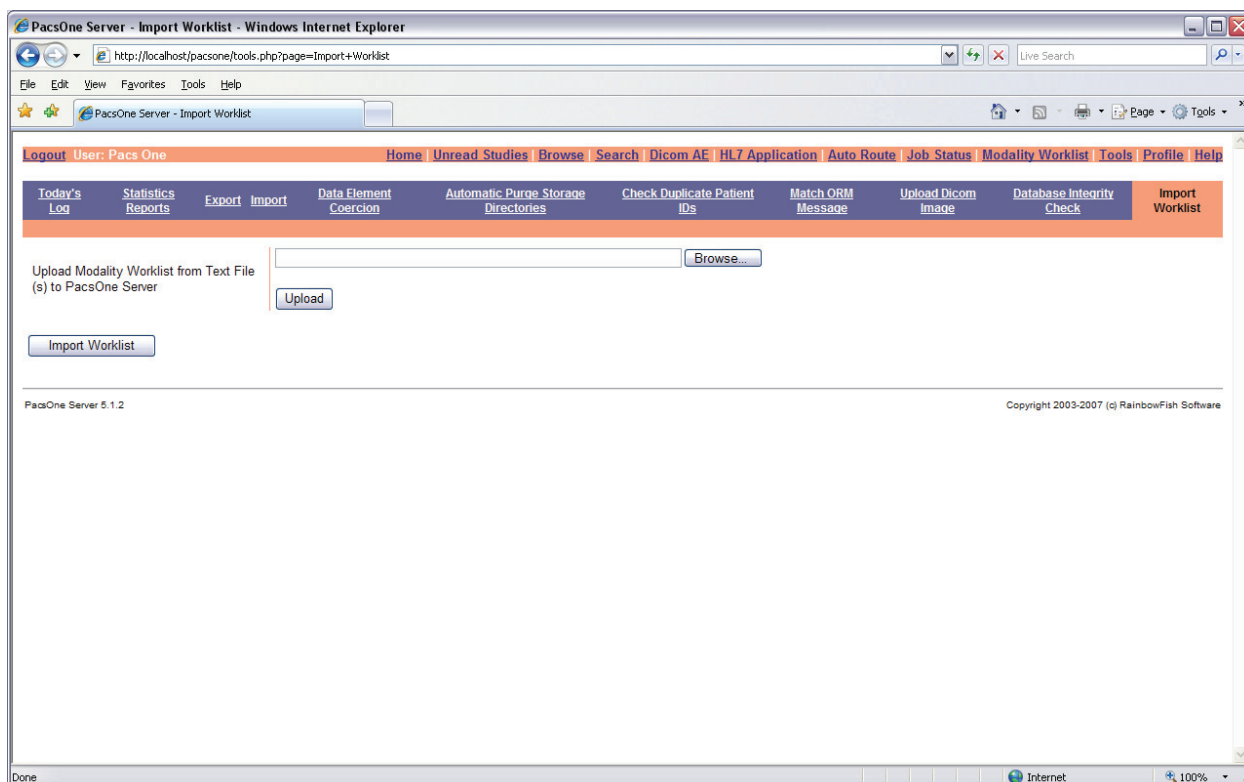 PacsOne Server - Import Worklist - Windows Internet Explorer
http://localhost/pacsone/tools.php?page=Import+Worklist
Live Search
File Edit View Favorites Tools Help
PacsOne Server - Import Worklist
Page Tools
Logout User: Pacs One Home | Unread Studies | Browse | Search | Dicom AE | HL7 Application | Auto Route | Job Status | Modality Worklist | Tools | Profile | Help
Today's Log
Statistics Reports
Export
Import
Data Element Coercion
Automatic Purge Storage Directories
Check Duplicate Patient IDs
Match ORM Message
Upload Dicom Image
Database Integrity Check
Import Worklist
Upload Modality Worklist from Text File
(s) to PacsOne Server
Browse...
Upload
Import Worklist
PacsOne Server 5.1.2
Copyright 2003-2007 (c) RainbowFish Software
Done
Internet
100%